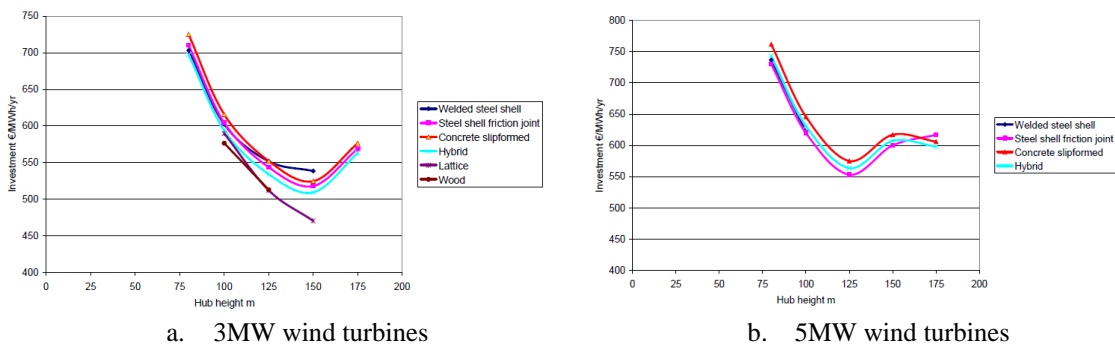 750
700
650
600
550
500
450
400
0 25 50 75 100 125 150 175 200
Investment €/MWh/yr
Hub height m
Welded steel shell
Steel shell friction joint
Concrete slipformed
Hybrid
Lattice
Wood
a. 3MW wind turbines
800
750
700
650
600
550
500
450
400
0 25 50 75 100 125 150 175 200
Investment €/MWh/yr
Hub height m
Welded steel shell
Steel shell friction joint
Concrete slipformed
Hybrid
b. 5MW wind turbines